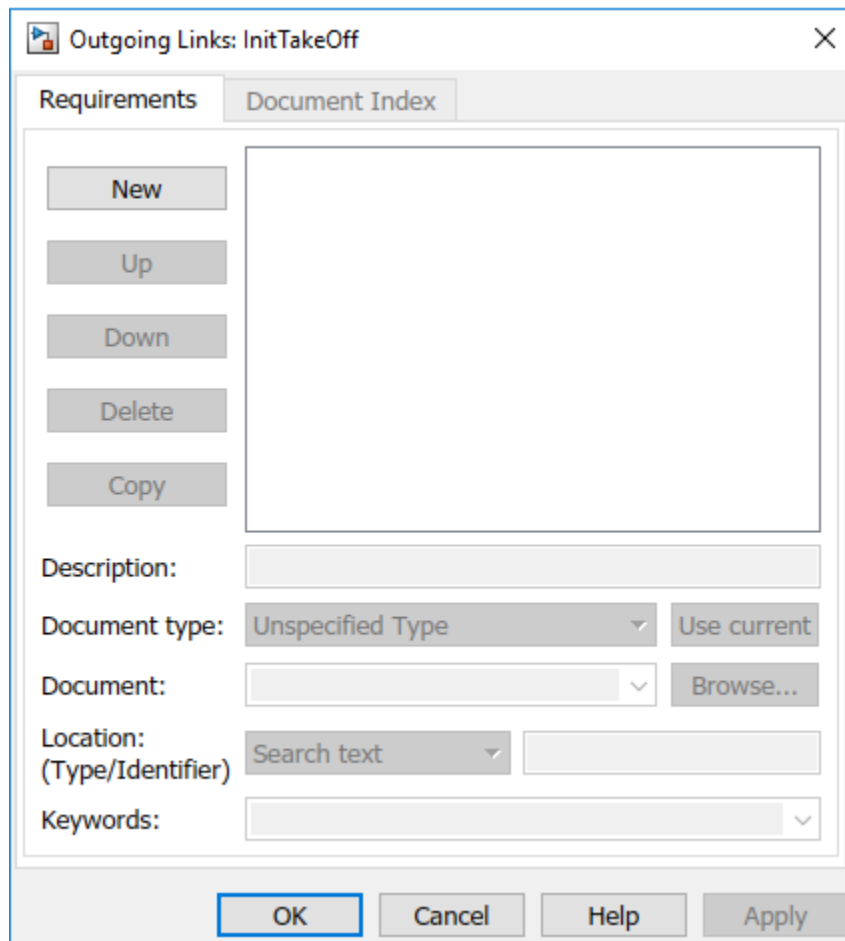 Outgoing Links: InitTakeOff
Requirements
Document Index
New
Up
Down
Delete
Copy
Description:
Document type: Unspecified Type Use current
Document: Browse...
Location:
(Type/Identifier) Search text
Keywords:
OK Cancel Help Apply